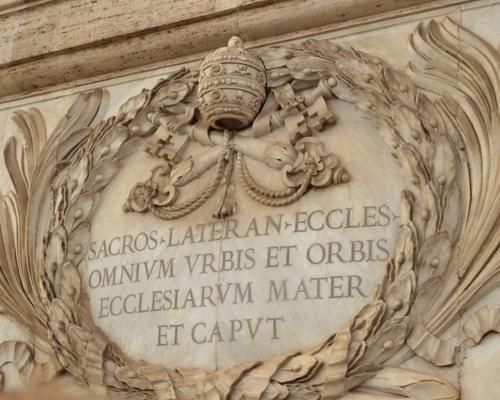 SACROS·LATERAN·ECCLES·
OMNIVM VRBIS ET ORBIS
ECCLESIARVM MATER
ET CAPVT